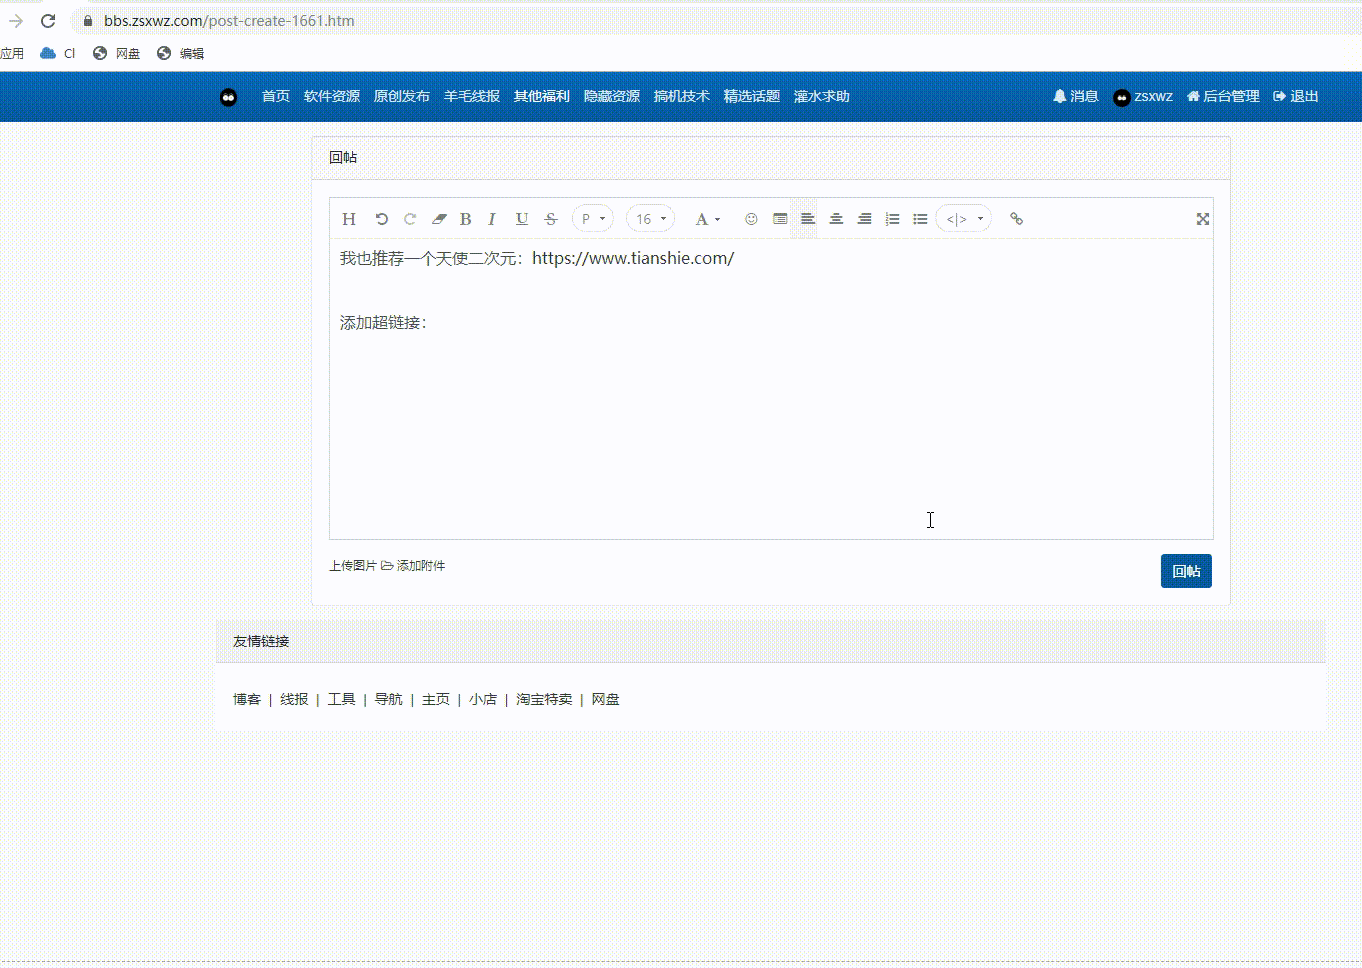 bbs.zsxwz.com/post-create-1661.htm
应用 Cl 网盘 编辑
首页 软件资源 原创发布 羊毛线报 其他福利 隐藏资源 搞机技术 精选话题 灌水求助 消息 zsxwz 后台管理 退出
回帖
H B I U S P 16 A <|>
我也推荐一个天使二次元：https://www.tianshie.com/
添加超链接：
上传图片 添加附件 回帖
友情链接
博客 | 线报 | 工具 | 导航 | 主页 | 小店 | 淘宝特卖 | 网盘